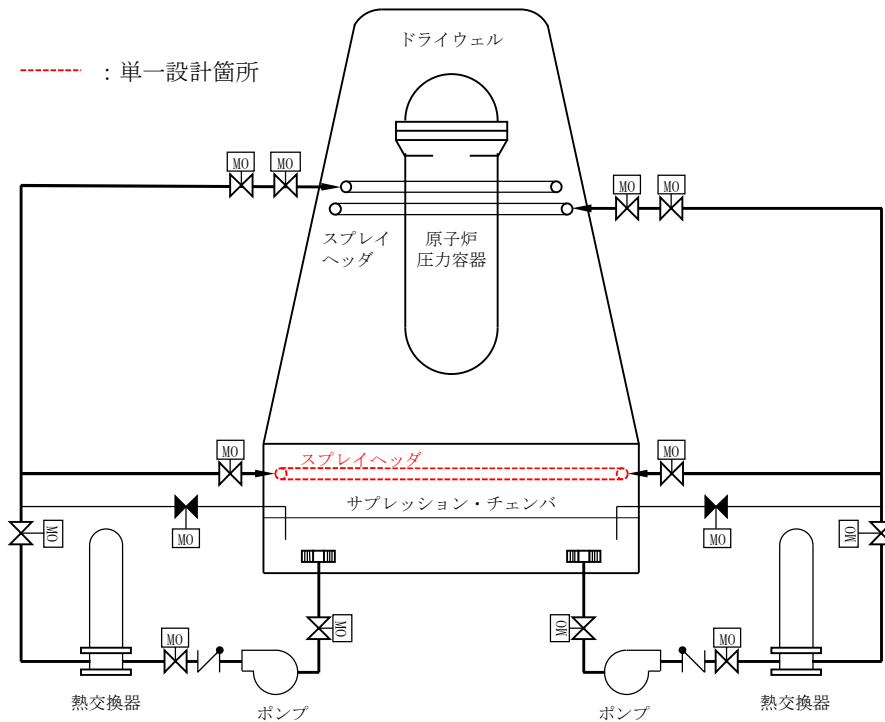 ドライウェル
：単一設計箇所
MO
MO
MO
MO
スプレイ
ヘッダ
原子炉
圧力容器
MO
MO
スプレイヘッダ
サプレッション・チェンバ
MO
MO
MO
MO
MO
MO
MO
MO
熱交換器
ポンプ
ポンプ
熱交換器